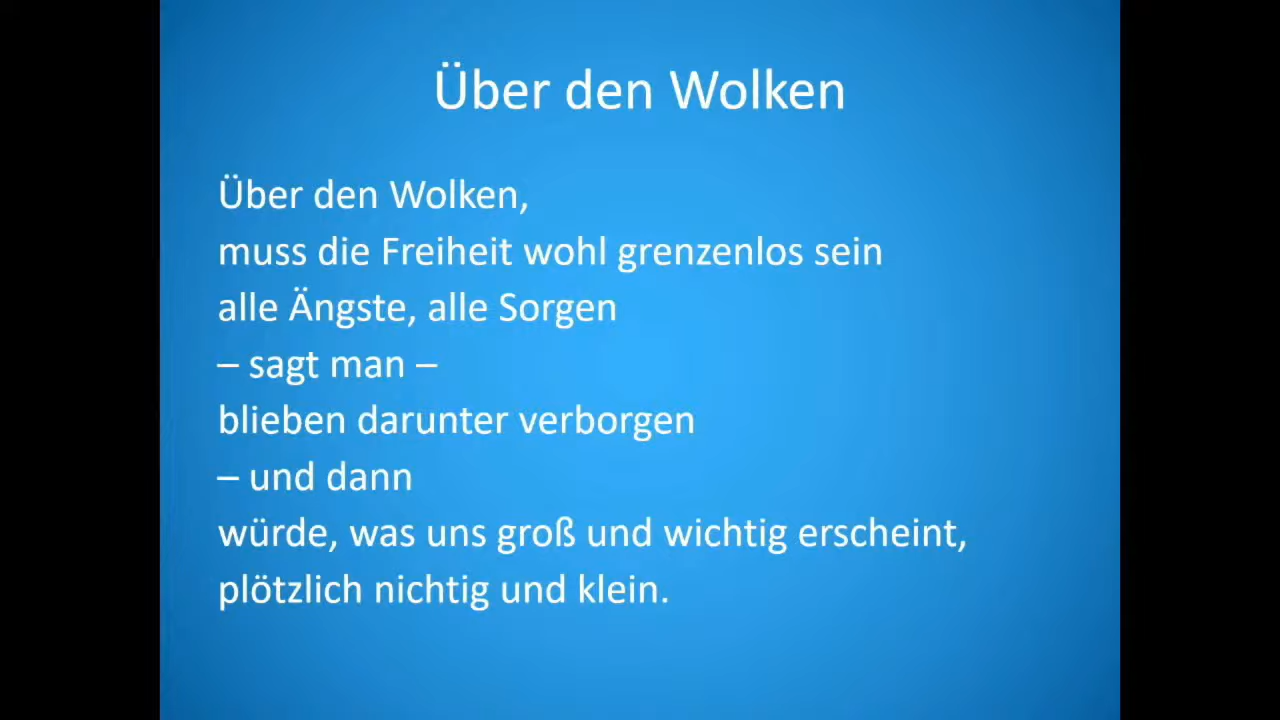 Über den Wolken
Über den Wolken,
muss die Freiheit wohl grenzenlos sein
alle Ängste, alle Sorgen
– sagt man –
blieben darunter verborgen
– und dann
würde, was uns groß und wichtig erscheint,
plötzlich nichtig und klein.